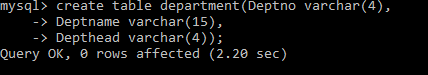 mysql> create table department(Deptno varchar(4),
    -> Deptname varchar(15),
    -> Depthead varchar(4));
Query OK, 0 rows affected (2.20 sec)